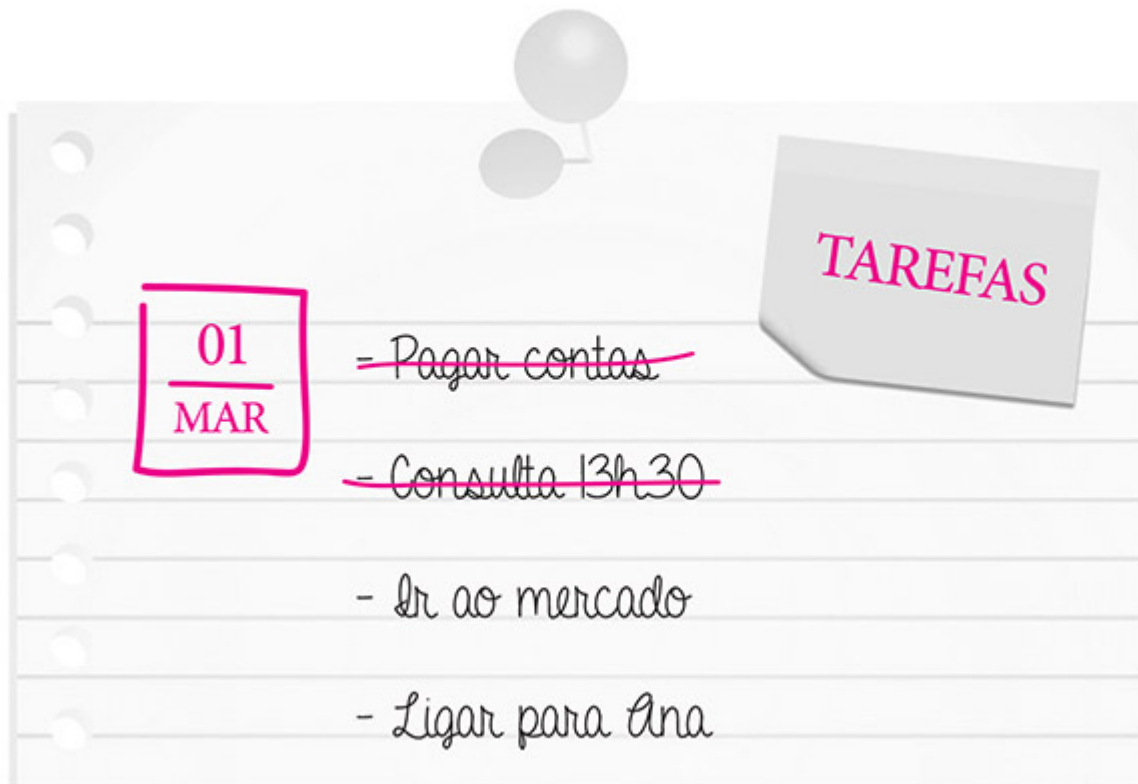 TAREFAS
01
MAR
- Pagar contas
- Consulta 13h30
- Ir ao mercado
- Ligar para Ana